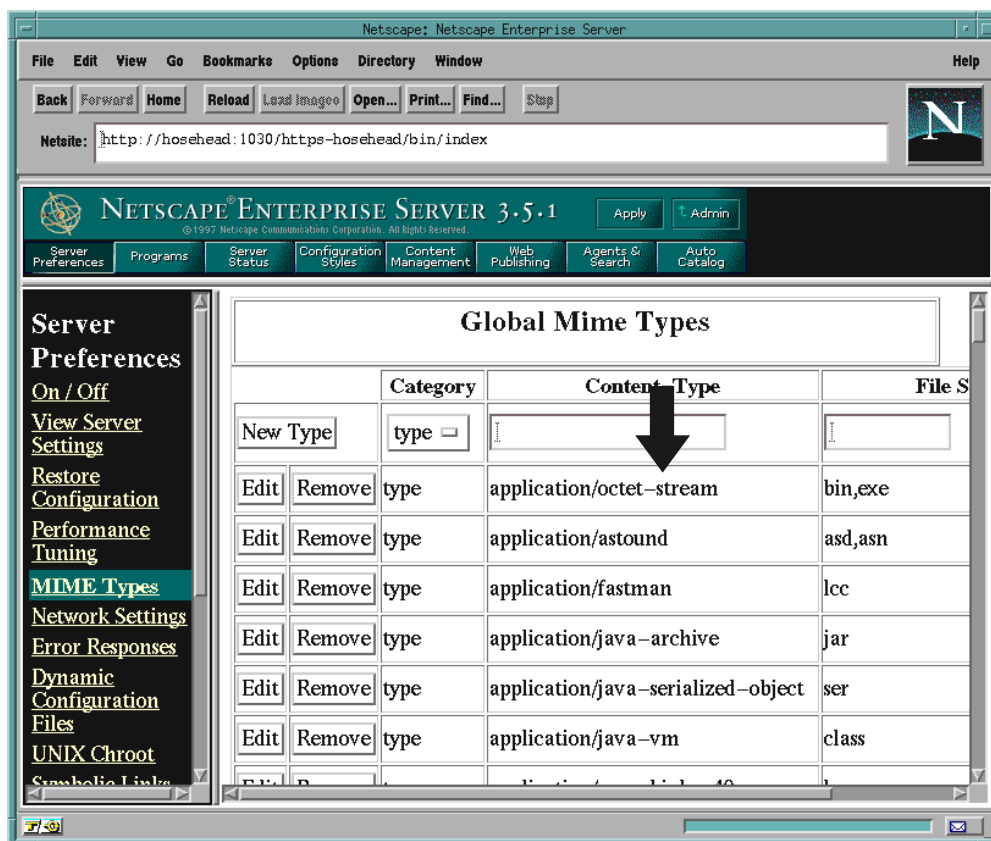 Netscape: Netscape Enterprise Server
File Edit View Go Bookmarks Options Directory Window Help
Back Forward Home Reload Load Images Open... Print... Find... Stop
Netsite: http://hosehead:1030/https-hosehead/bin/index
N
NETSCAPE® ENTERPRISE SERVER 3.5.1 Apply Admin
©1997 Netscape Communications Corporation. All Rights Reserved.
Server Preferences Programs Server Status Configuration Styles Content Management Web Publishing Agents & Search Auto Catalog
Server
Preferences
On / Off
View Server
Settings
Restore
Configuration
Performance
Tuning
MIME Types
Network Settings
Error Responses
Dynamic
Configuration
Files
UNIX Chroot
Symbolic Links
Global Mime Types
Category Content-Type File S
New Type type
Edit Remove type application/octet-stream bin,exe
Edit Remove type application/astound asd,asn
Edit Remove type application/fastman lcc
Edit Remove type application/java-archive jar
Edit Remove type application/java-serialized-object ser
Edit Remove type application/java-vm class